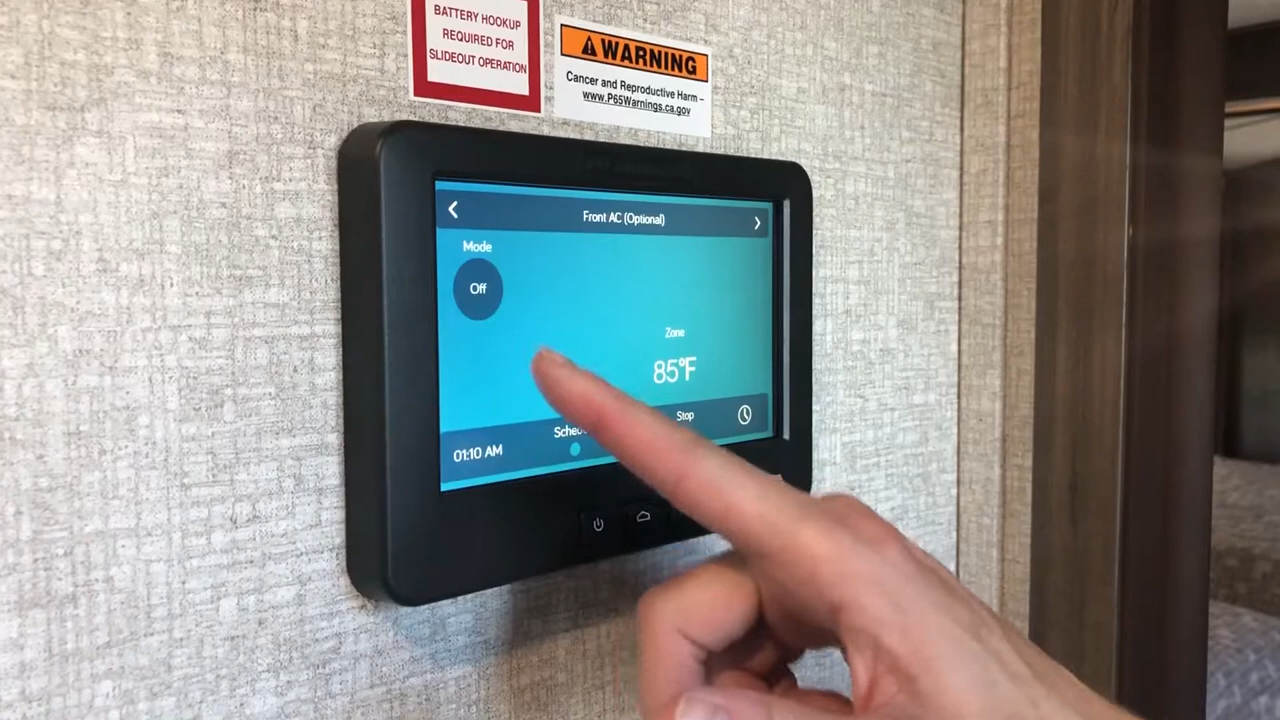 BATTERY HOOKUP
REQUIRED FOR
SLIDEOUT OPERATION
WARNING
Cancer and Reproductive Harm –
www.P65Warnings.ca.gov
Front AC (Optional)
Mode
Off
Zone
85°F
Stop
01:10 AM